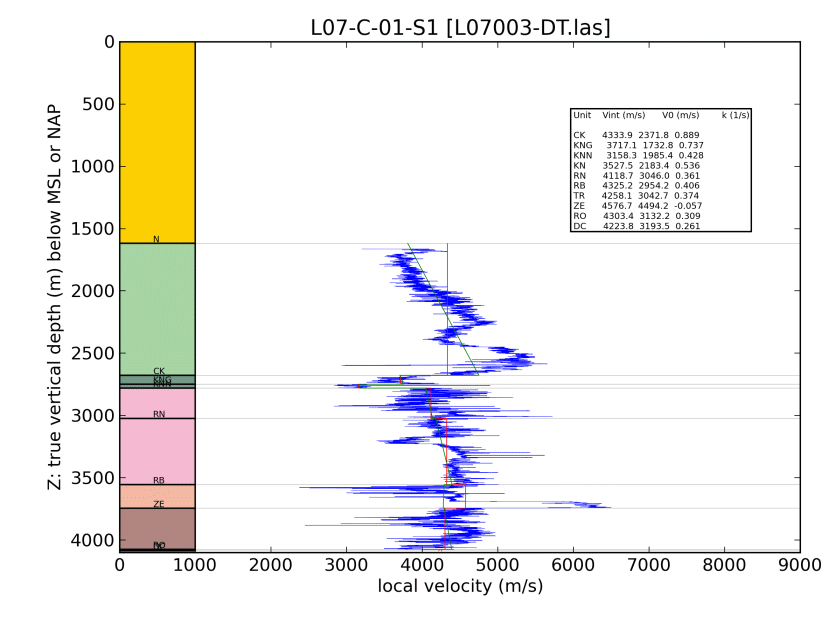 L07-C-01-S1 [L07003-DT.las]
0
500
1000
1500
2000
2500
3000
3500
4000
Z: true vertical depth (m) below MSL or NAP
N
CK
KNG
RN
RB
ZE
Unit Vint (m/s) V0 (m/s) k (1/s)
CK 4333.9 2371.8 0.889
KNG 3717.1 1732.8 0.737
KNN 3158.3 1985.4 0.428
KN 3527.5 2183.4 0.536
RN 4118.7 3046.0 0.361
RB 4325.2 2954.2 0.406
TR 4258.1 3042.7 0.374
ZE 4576.7 4494.2 -0.057
RO 4303.4 3132.2 0.309
DC 4223.8 3193.5 0.261
0 1000 2000 3000 4000 5000 6000 7000 8000 9000
local velocity (m/s)